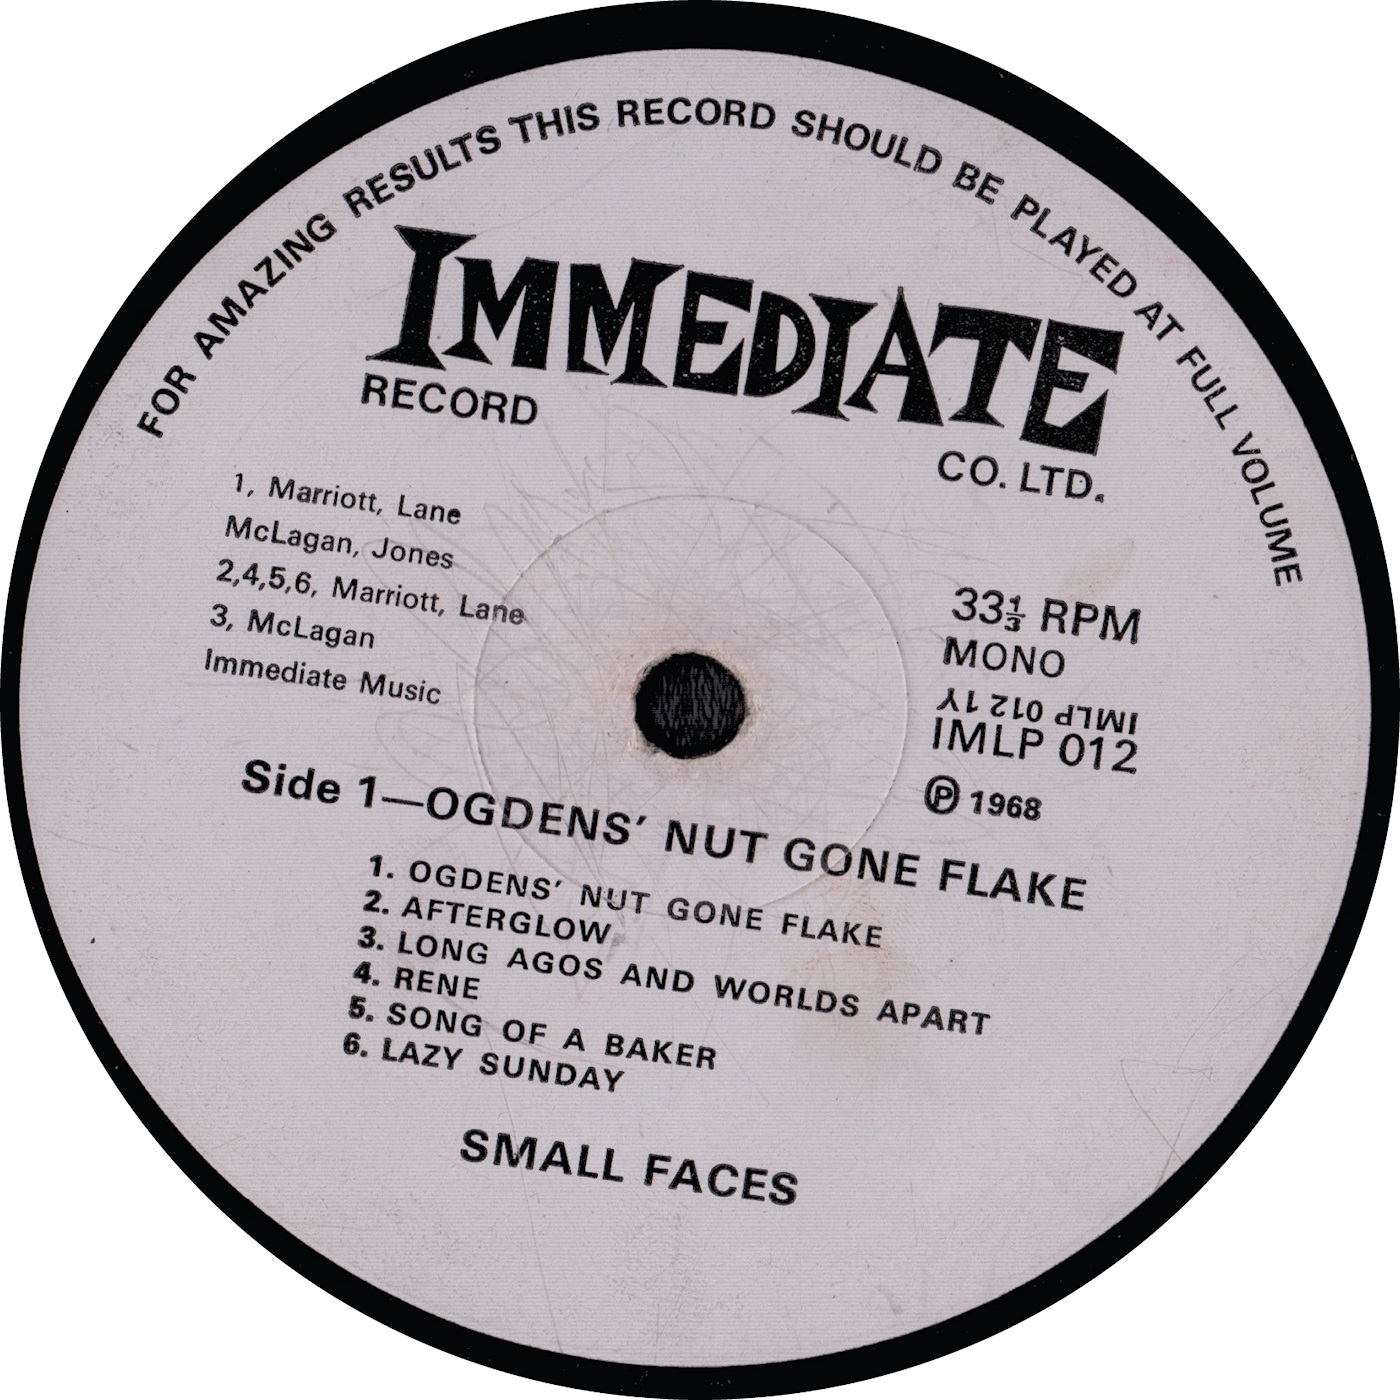 FOR AMAZING RESULTS THIS RECORD SHOULD BE PLAYED AT FULL VOLUME
IMMEDIATE
RECORD
CO. LTD.
1, Marriott, Lane
McLagan, Jones
2,4,5,6, Marriott, Lane
3, McLagan
Immediate Music
33⅓ RPM
MONO
IMLP 012 1Y
IMLP 012
Ⓟ 1968
Side 1—OGDENS' NUT GONE FLAKE
1. OGDENS' NUT GONE FLAKE
2. AFTERGLOW
3. LONG AGOS AND WORLDS APART
4. RENE
5. SONG OF A BAKER
6. LAZY SUNDAY
SMALL FACES